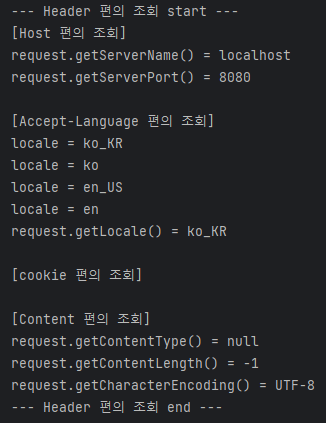 --- Header 편의 조회 start ---
[Host 편의 조회]
request.getServerName() = localhost
request.getServerPort() = 8080
[Accept-Language 편의 조회]
locale = ko_KR
locale = ko
locale = en_US
locale = en
request.getLocale() = ko_KR
[cookie 편의 조회]
[Content 편의 조회]
request.getContentType() = null
request.getContentLength() = -1
request.getCharacterEncoding() = UTF-8
--- Header 편의 조회 end ---